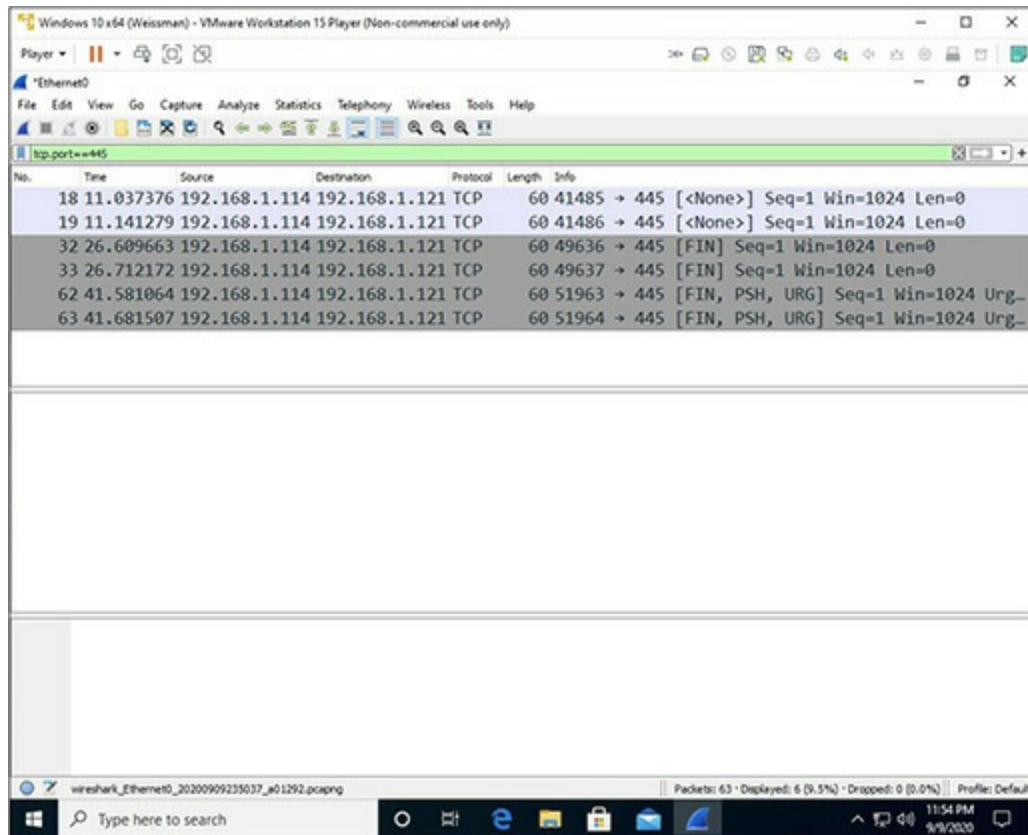 Windows 10 x64 (Weissman) - VMware Workstation 15 Player (Non-commercial use only)
Player
*Ethernet0
File Edit View Go Capture Analyze Statistics Telephony Wireless Tools Help
tcp.port==445
No. Time Source Destination Protocol Length Info
18 11.037376 192.168.1.114 192.168.1.121 TCP 60 41485 → 445 [<None>] Seq=1 Win=1024 Len=0
19 11.141279 192.168.1.114 192.168.1.121 TCP 60 41486 → 445 [<None>] Seq=1 Win=1024 Len=0
32 26.609663 192.168.1.114 192.168.1.121 TCP 60 49636 → 445 [FIN] Seq=1 Win=1024 Len=0
33 26.712172 192.168.1.114 192.168.1.121 TCP 60 49637 → 445 [FIN] Seq=1 Win=1024 Len=0
62 41.581064 192.168.1.114 192.168.1.121 TCP 60 51963 → 445 [FIN, PSH, URG] Seq=1 Win=1024 Urg…
63 41.681507 192.168.1.114 192.168.1.121 TCP 60 51964 → 445 [FIN, PSH, URG] Seq=1 Win=1024 Urg…
wireshark_Ethernet0_20200909235037_a01292.pcapng Packets: 63 · Displayed: 6 (9.5%) · Dropped: 0 (0.0%) Profile: Defaul
Type here to search 11:54 PM
9/9/2020